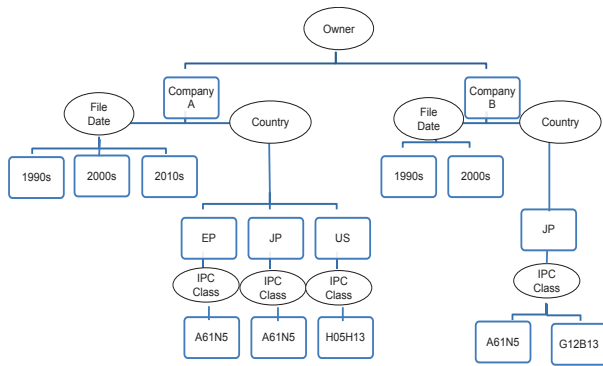 Owner
Company
A
Company
B
File
Date
Country
File
Date
Country
1990s
2000s
2010s
1990s
2000s
EP
JP
US
JP
IPC
Class
IPC
Class
IPC
Class
IPC
Class
A61N5
A61N5
H05H13
A61N5
G12B13